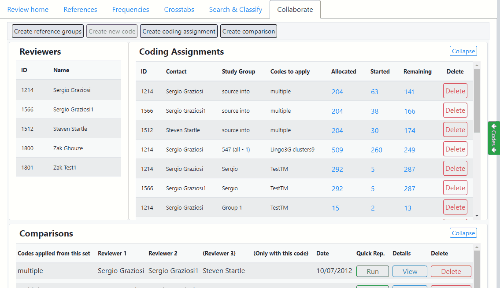 Review home References Frequencies Crosstabs Search & Classify Collaborate
Create reference groups Create new code Create coding assignment Create comparison
Reviewers
ID Name
1214 Sergio Graziosi
1566 Sergio Graziosi1
1512 Steven Startle
1800 Zak Ghouze
1801 Zak Test1
Coding Assignments
Collapse
ID Contact Study Group Codes to apply Allocated Started Remaining Delete
1214 Sergio Graziosi source into multiple 204 63 141 Delete
1566 Sergio Graziosi1 source into multiple 204 38 166 Delete
1512 Steven Startle source into multiple 204 30 174 Delete
1214 Sergio Graziosi 547 (all + 1) Lingo3G clusters9 509 260 249 Delete
1214 Sergio Graziosi Sergio TestTM 292 5 287 Delete
1566 Sergio Graziosi1 Sergio TestTM 292 5 287 Delete
1214 Sergio Graziosi Group 1 TestTM 15 2 13 Delete
Codes
Comparisons
Collapse
Codes applied from this set Reviewer 1 Reviewer 2 (Reviewer 3) (Only with this code) Date Quick Rep. Details Delete
multiple Sergio Graziosi Sergio Graziosi1 (Steven Startle 10/07/2012 Run View Delete